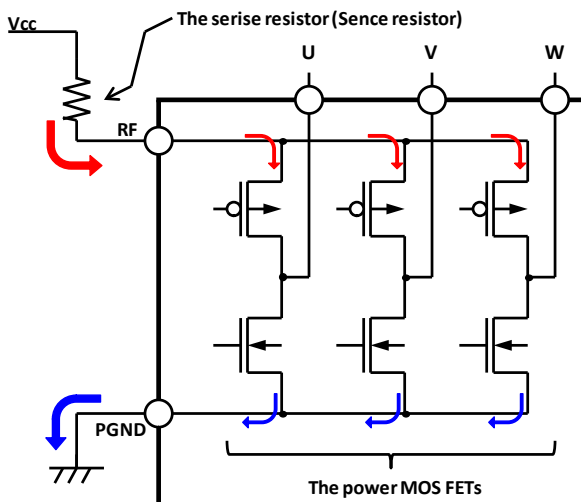 The serise resistor (Sence resistor)
Vcc
U V W
RF
PGND
The power MOS FETs